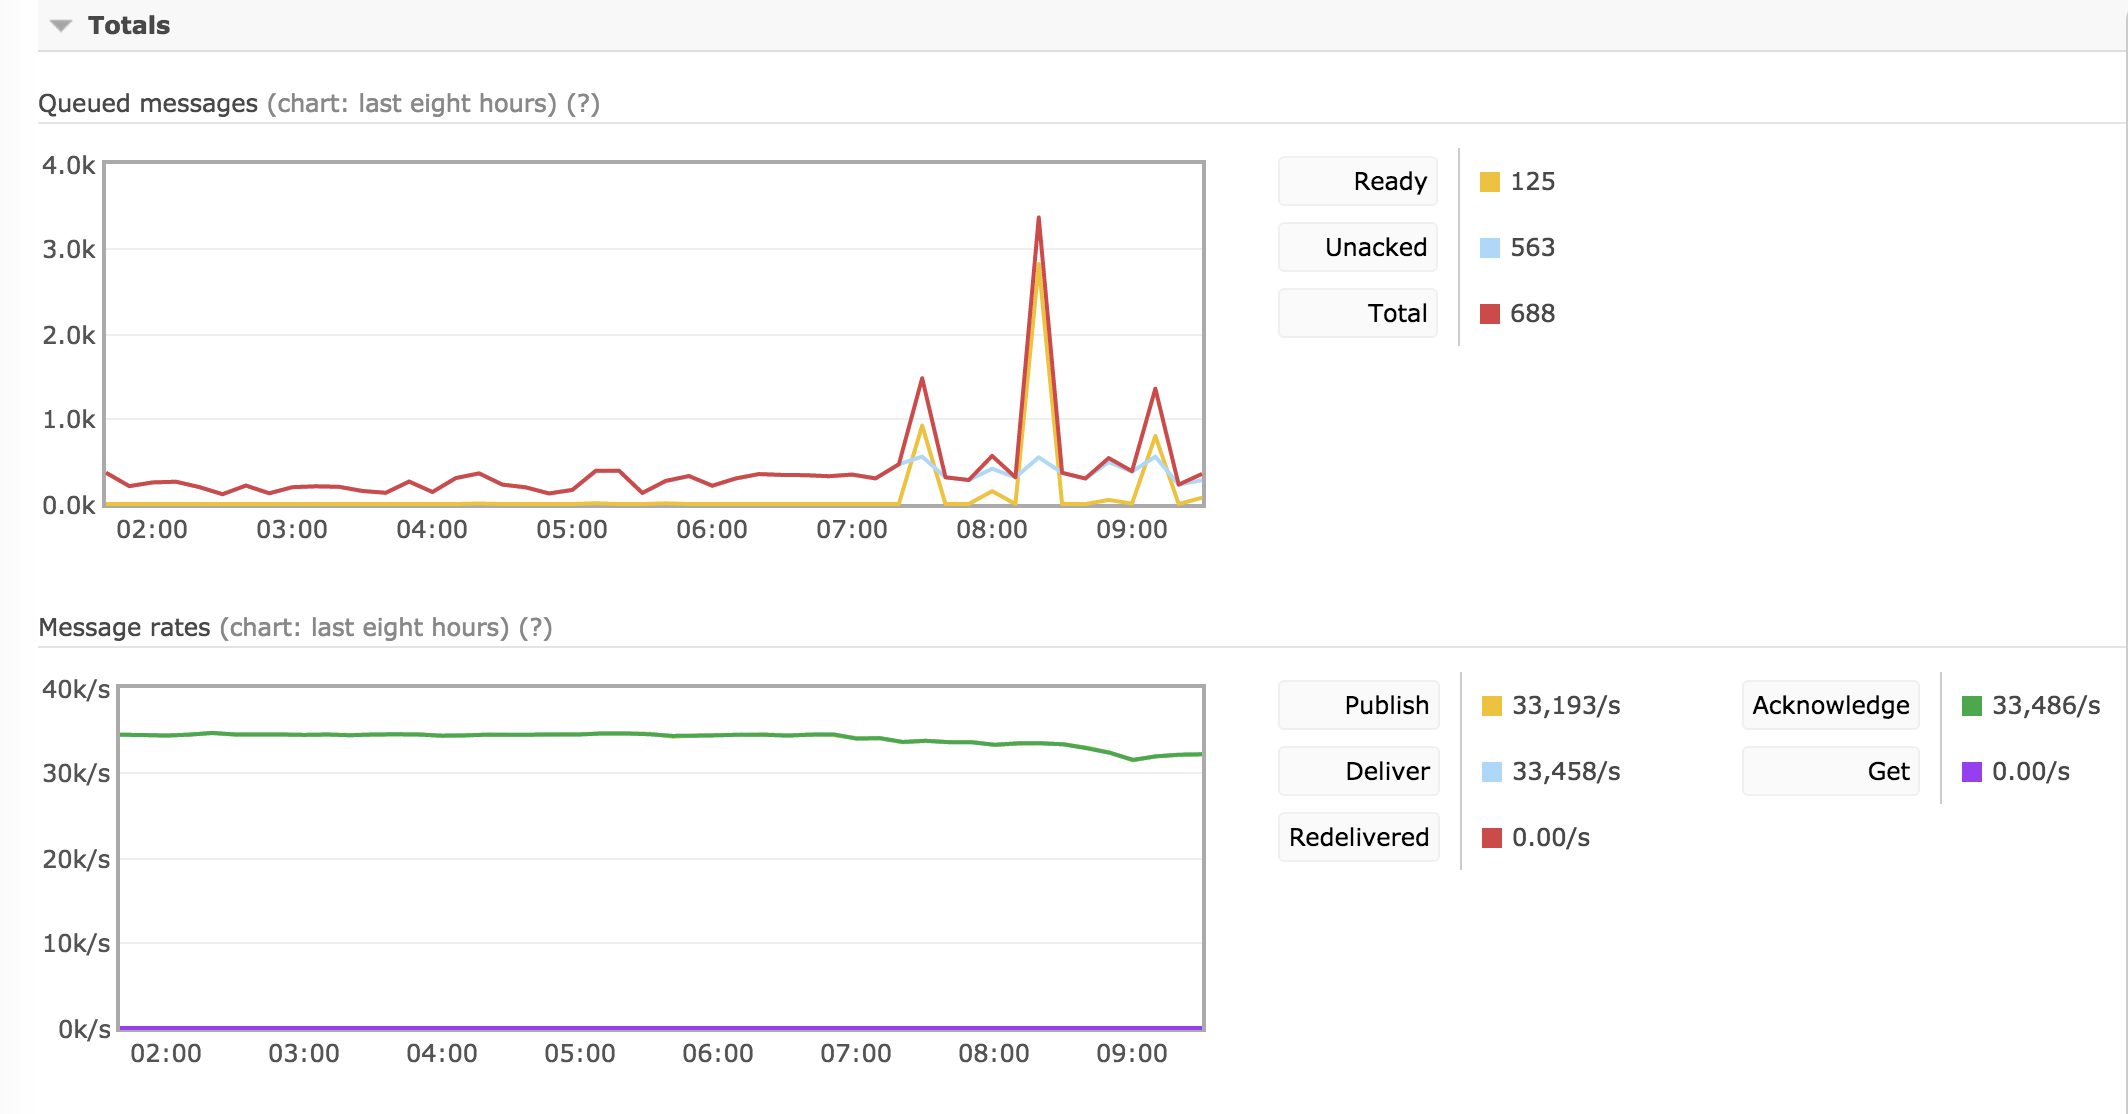 Totals
Queued messages (chart: last eight hours) (?)
4.0k
3.0k
2.0k
1.0k
0.0k
02:00 03:00 04:00 05:00 06:00 07:00 08:00 09:00
Ready 125
Unacked 563
Total 688
Message rates (chart: last eight hours) (?)
40k/s
30k/s
20k/s
10k/s
0k/s
02:00 03:00 04:00 05:00 06:00 07:00 08:00 09:00
Publish 33,193/s
Deliver 33,458/s
Redelivered 0.00/s
Acknowledge 33,486/s
Get 0.00/s